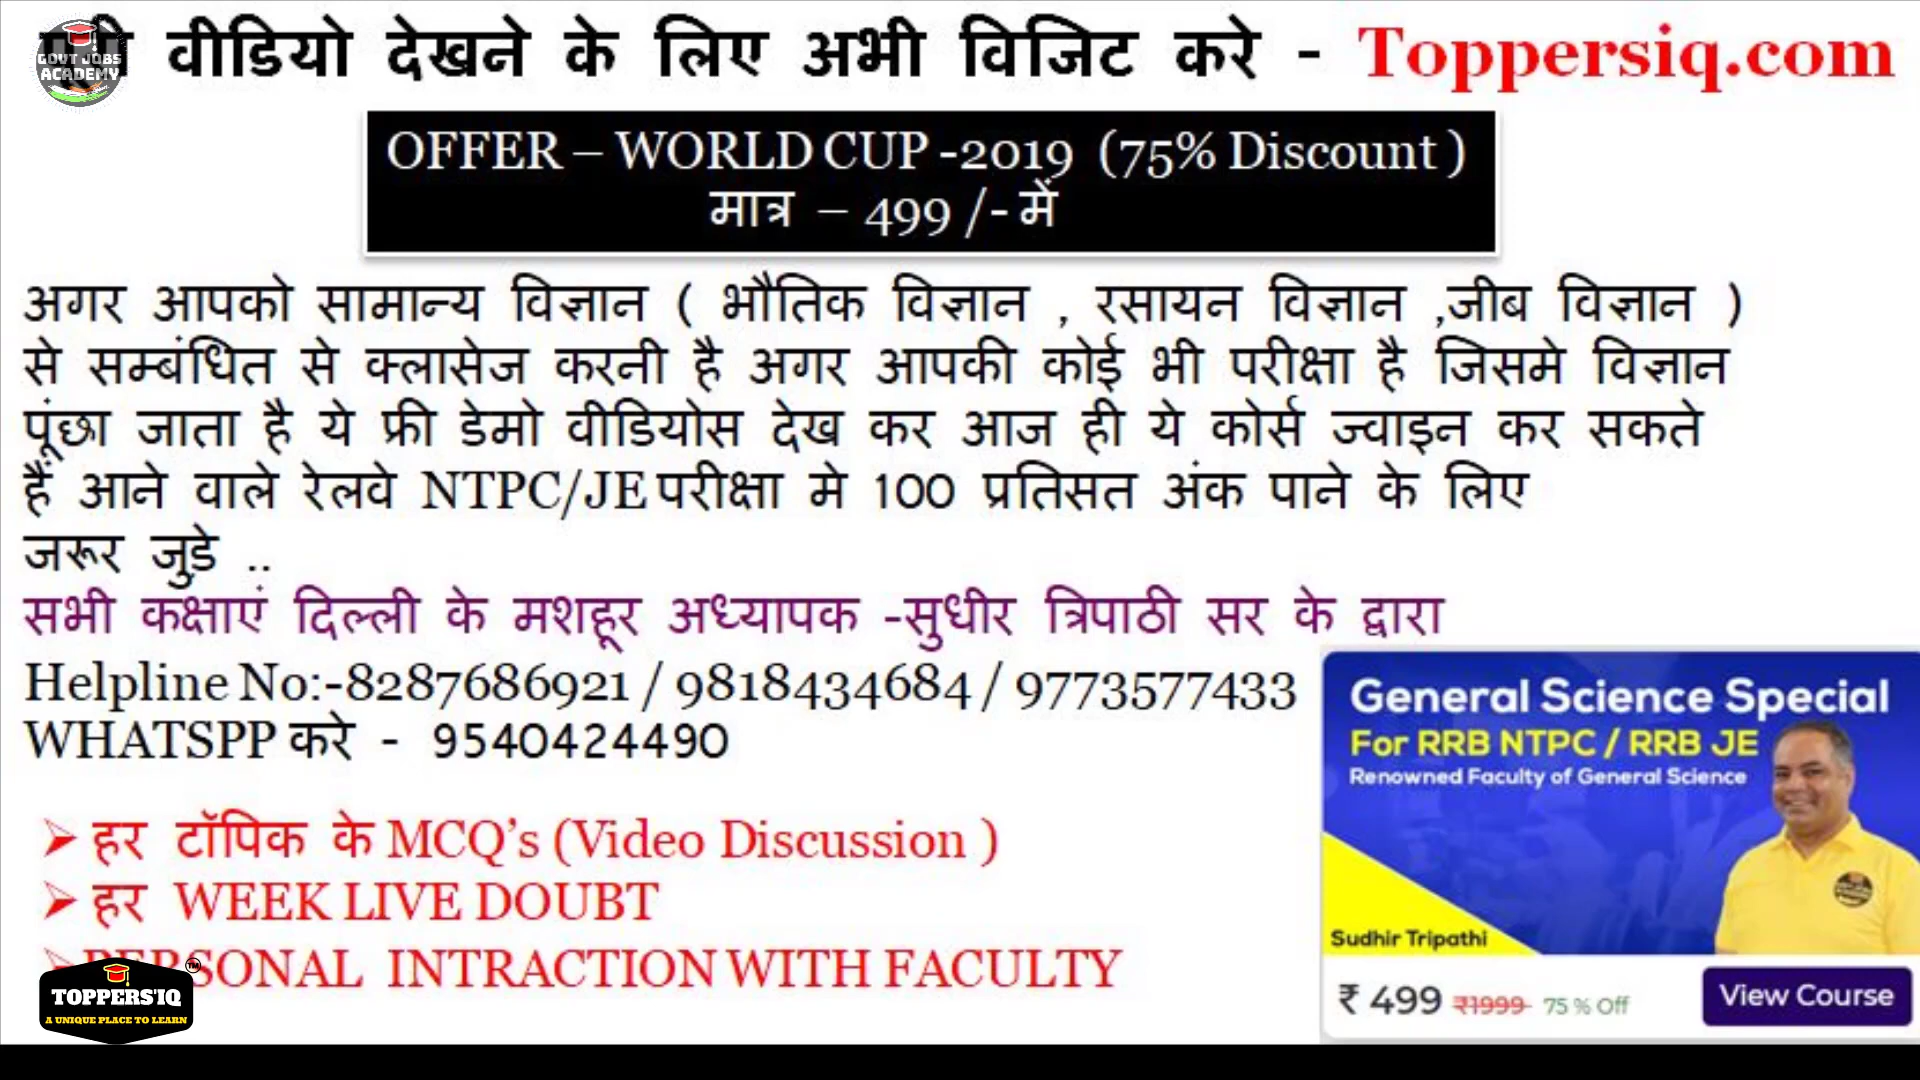 GOVT JOBS
ACADEMY
वीडियो देखने के लिए अभी विजिट करे - Toppersiq.com
OFFER – WORLD CUP -2019 (75% Discount )
मात्र – 499 /- में
अगर आपको सामान्य विज्ञान ( भौतिक विज्ञान , रसायन विज्ञान ,जीब विज्ञान )
से सम्बंधित से क्लासेज करनी है अगर आपकी कोई भी परीक्षा है जिसमे विज्ञान
पूंछा जाता है ये फ्री डेमो वीडियोस देख कर आज ही ये कोर्स ज्वाइन कर सकते
हैं आने वाले रेलवे NTPC/JE परीक्षा मे 100 प्रतिसत अंक पाने के लिए
जरूर जुड़े ..
सभी कक्षाएं दिल्ली के मशहूर अध्यापक -सुधीर त्रिपाठी सर के द्वारा
Helpline No:-8287686921 / 9818434684 / 9773577433
WHATSPP करे - 9540424490
➢ हर टॉपिक के MCQ’s (Video Discussion )
➢ हर WEEK LIVE DOUBT
➢PERSONAL INTRACTION WITH FACULTY
TOPPERS'IQ ™
A UNIQUE PLACE TO LEARN
General Science Special
For RRB NTPC / RRB JE
Renowned Faculty of General Science
Sudhir Tripathi
₹ 499 ₹1999 75 % Off
View Course